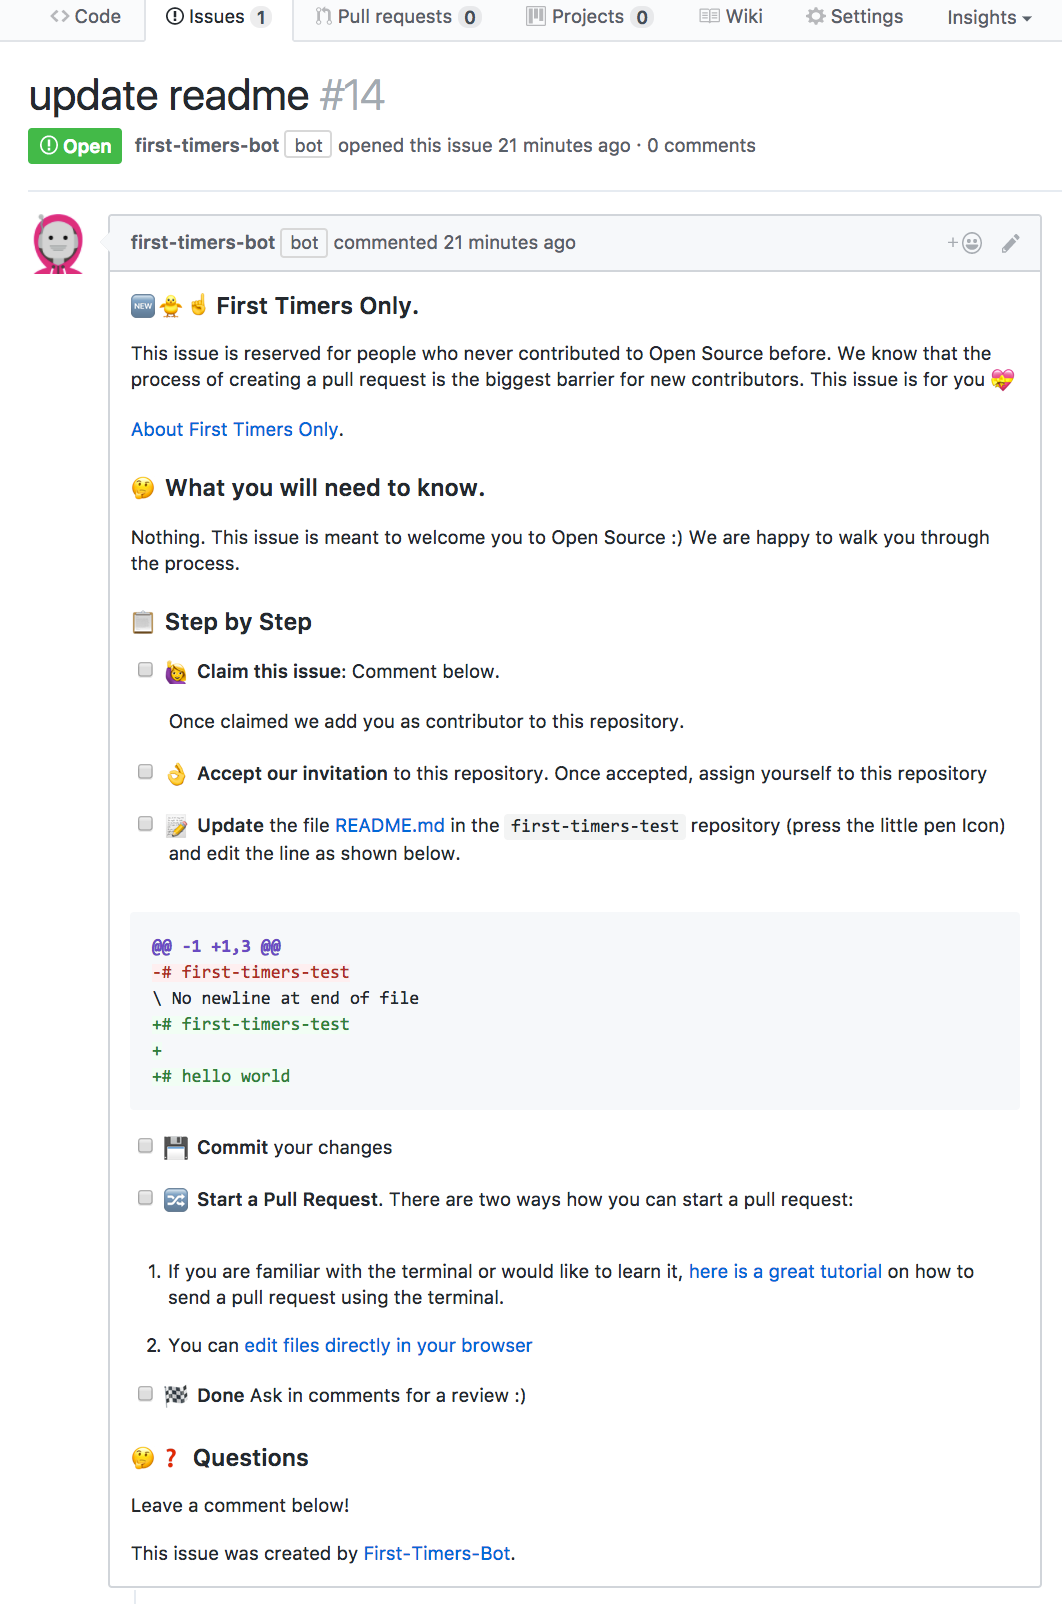 Code Issues 1 Pull requests 0 Projects 0 Wiki Settings Insights
update readme #14
Open first-timers-bot bot opened this issue 21 minutes ago · 0 comments
first-timers-bot bot commented 21 minutes ago
NEW First Timers Only.
This issue is reserved for people who never contributed to Open Source before. We know that the
process of creating a pull request is the biggest barrier for new contributors. This issue is for you 💝
About First Timers Only.
🤔 What you will need to know.
Nothing. This issue is meant to welcome you to Open Source :) We are happy to walk you through
the process.
📋 Step by Step
🙋 Claim this issue: Comment below.
Once claimed we add you as contributor to this repository.
👌 Accept our invitation to this repository. Once accepted, assign yourself to this repository
📝 Update the file README.md in the first-timers-test repository (press the little pen Icon)
and edit the line as shown below.
@@ -1 +1,3 @@
-# first-timers-test
\ No newline at end of file
+# first-timers-test
+
+# hello world
💾 Commit your changes
🔀 Start a Pull Request. There are two ways how you can start a pull request:
1. If you are familiar with the terminal or would like to learn it, here is a great tutorial on how to
send a pull request using the terminal.
2. You can edit files directly in your browser
🏁 Done Ask in comments for a review :)
🤔❓ Questions
Leave a comment below!
This issue was created by First-Timers-Bot.